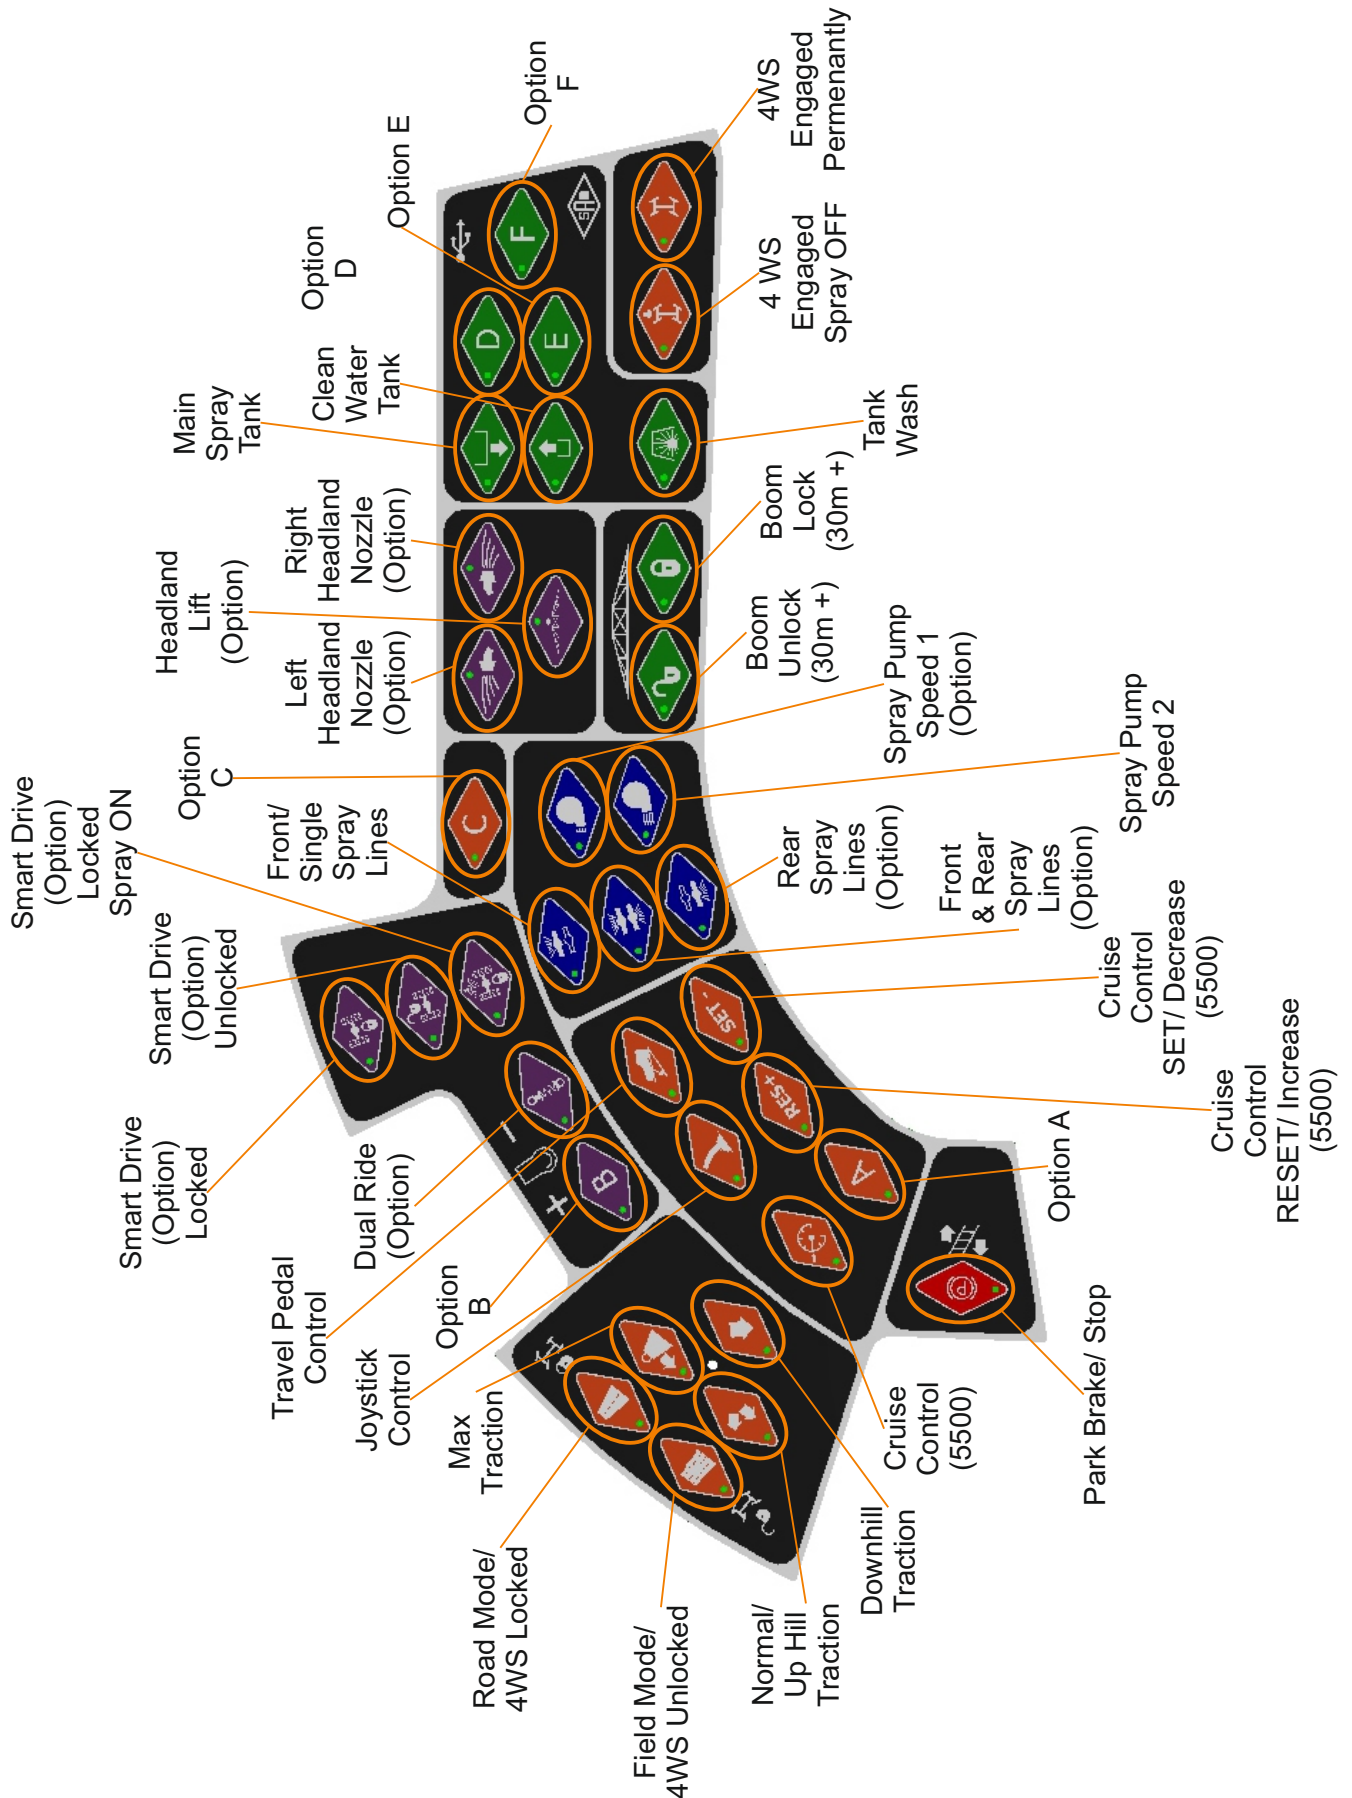 Smart Drive
(Option)
Locked
Smart Drive
(Option)
Unlocked
Smart Drive
(Option)
Locked
Spray ON
Option
C
Front/
Single
Spray
Lines
Headland
Lift
(Option)
Left
Headland
Nozzle
(Option)
Right
Headland
Nozzle
(Option)
Main
Spray
Tank
Clean
Water
Tank
Option
D
Option E
Option
F
Travel Pedal
Control
Dual Ride
(Option)
Joystick
Control
Option
B
Max
Traction
Road Mode/
4WS Locked
Field Mode/
4WS Unlocked
Normal/
Up Hill
Traction
Downhill
Traction
Cruise
Control
(5500)
Park Brake/ Stop
Option A
Cruise
Control
RESET/ Increase
(5500)
Cruise
Control
SET/ Decrease
(5500)
Front
& Rear
Spray
Lines
(Option)
Rear
Spray
Lines
(Option)
Spray Pump
Speed 2
Spray Pump
Speed 1
(Option)
Boom
Unlock
(30m +)
Boom
Lock
(30m +)
Tank
Wash
4 WS
Engaged
Spray OFF
4WS
Engaged
Permenantly
B
C
D
E
F
A
RES+
SET -
P
+
−